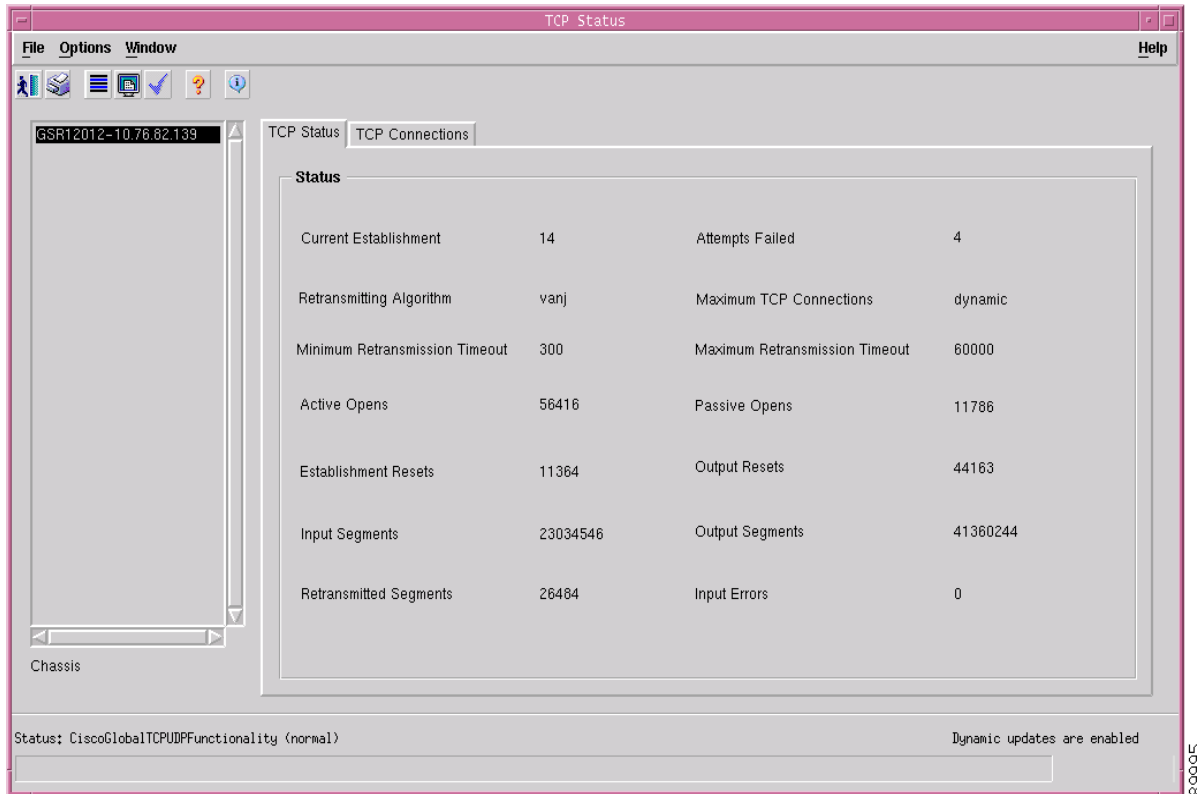 TCP Status
File Options Window Help
GSR12012-10.76.82.139
TCP Status TCP Connections
Status
Current Establishment 14 Attempts Failed 4
Retransmitting Algorithm vanj Maximum TCP Connections dynamic
Minimum Retransmission Timeout 300 Maximum Retransmission Timeout 60000
Active Opens 56416 Passive Opens 11786
Establishment Resets 11364 Output Resets 44163
Input Segments 23034546 Output Segments 41360244
Retransmitted Segments 26484 Input Errors 0
Chassis
Status: CiscoGlobalTCPUDPFunctionality (normal) Dynamic updates are enabled
89995